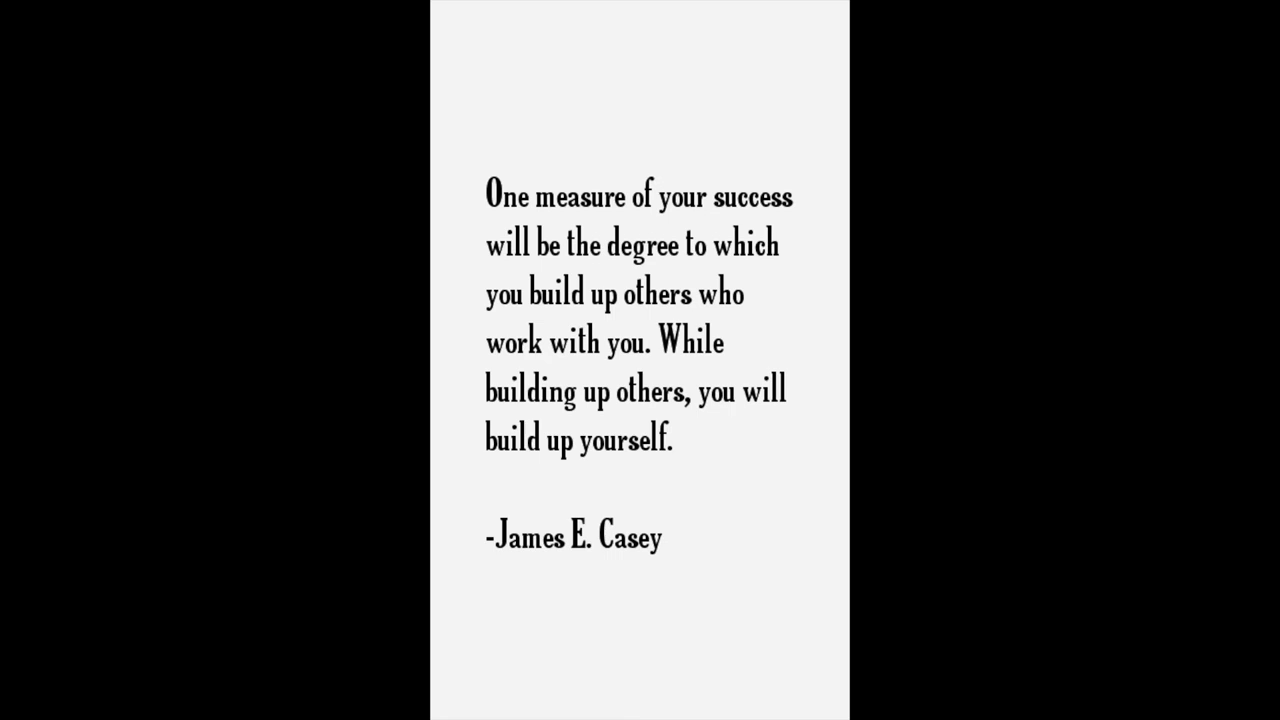 One measure of your success
will be the degree to which
you build up others who
work with you. While
building up others, you will
build up yourself.
-James E. Casey